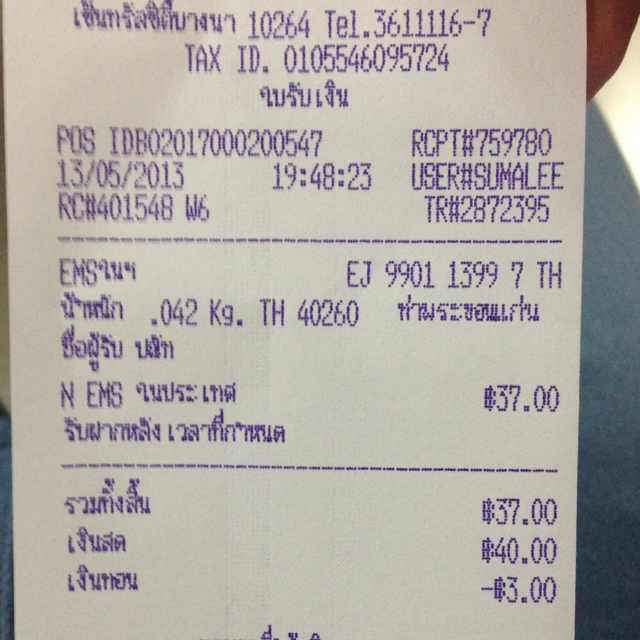 เซ็นทรัลซิตี้บางนา 10264 Tel.3611116-7
TAX ID. 0105546095724
ใบรับเงิน
POS IDB02017000200547 RCPT#759780
13/05/2013 19:48:23 USER#SUMALEE
RC#401548 W6 TR#2872395
EMSในฯ EJ 9901 1399 7 TH
น้ำหนัก .042 Kg. TH 40260 ท่าพระขอนแก่น
ชื่อผู้รับ บริษัท
N EMS ในประเทศ ฿37.00
รับฝากหลัง เวลาที่กำหนด
รวมทั้งสิ้น ฿37.00
เงินสด ฿40.00
เงินทอน -฿3.00